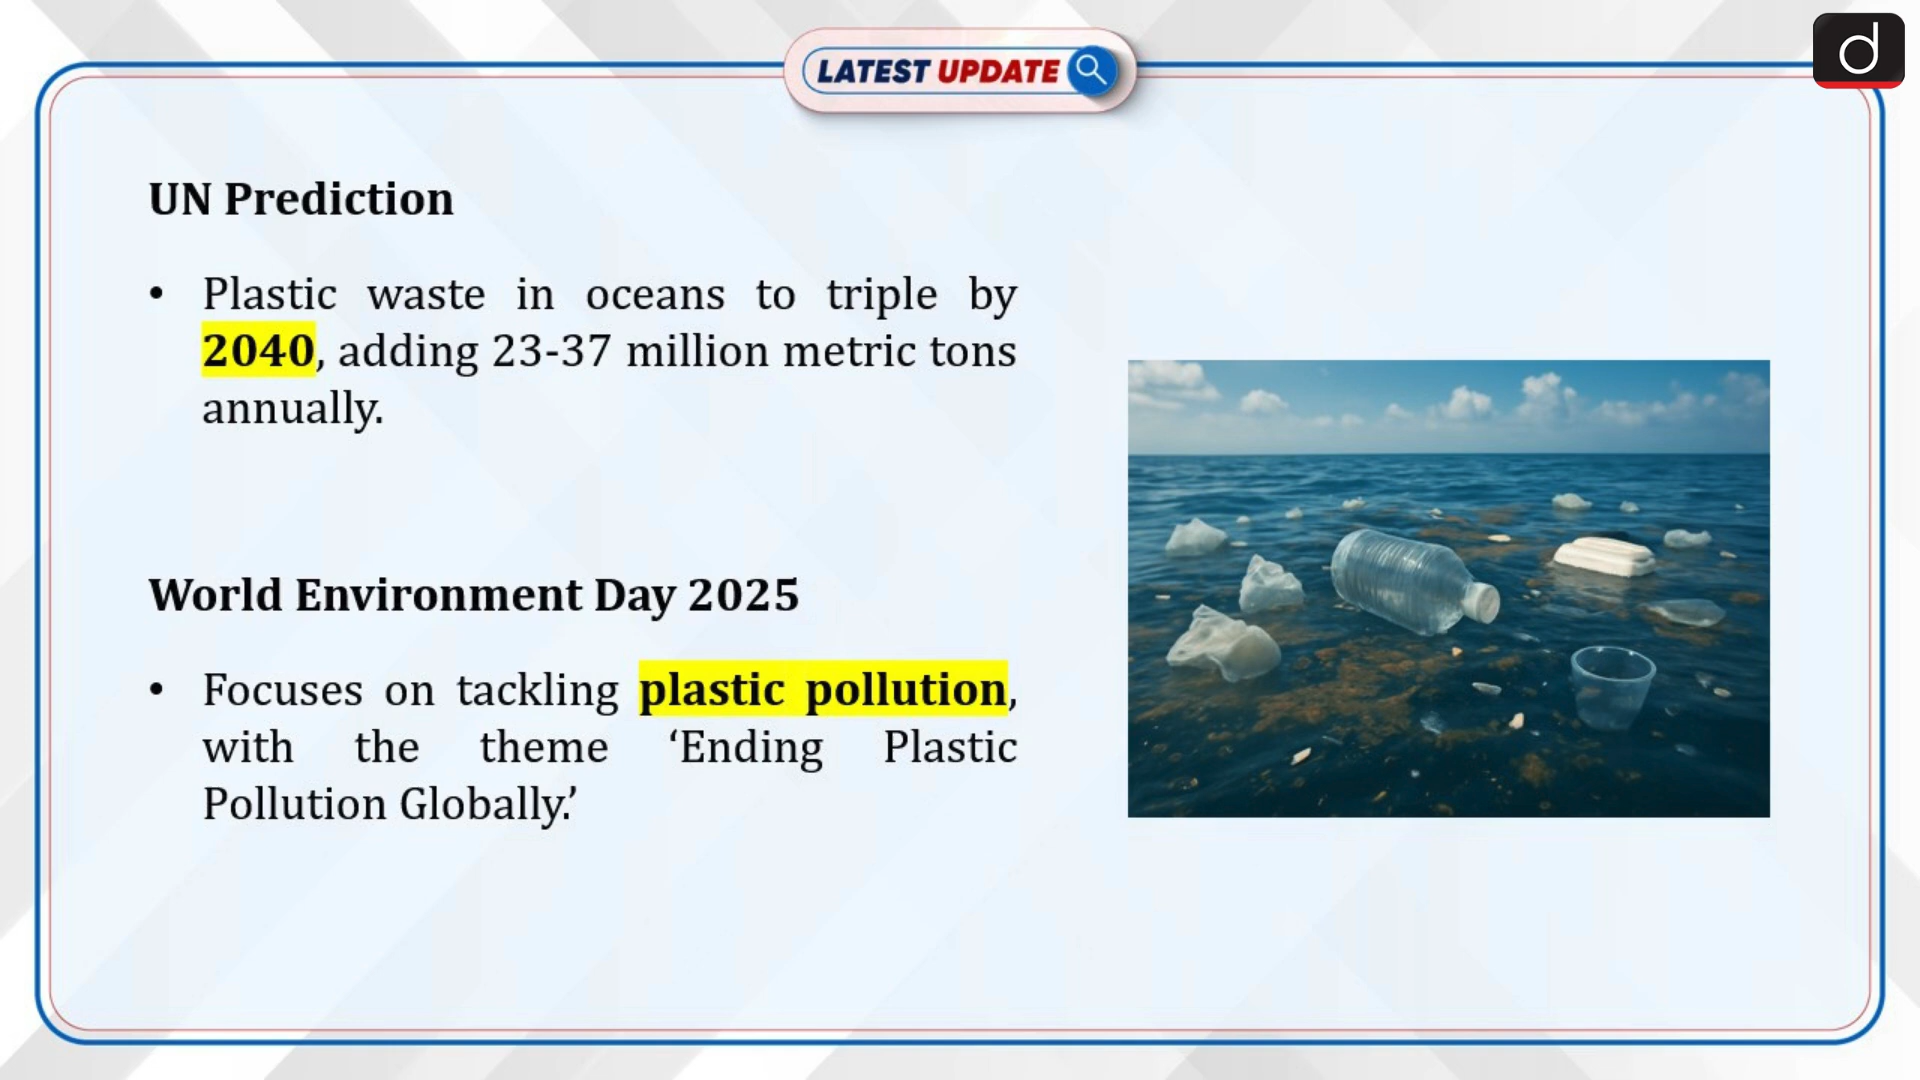 LATEST UPDATE
d
UN Prediction
• Plastic waste in oceans to triple by
2040, adding 23-37 million metric tons
annually.
World Environment Day 2025
• Focuses on tackling plastic pollution,
with the theme ‘Ending Plastic
Pollution Globally.’